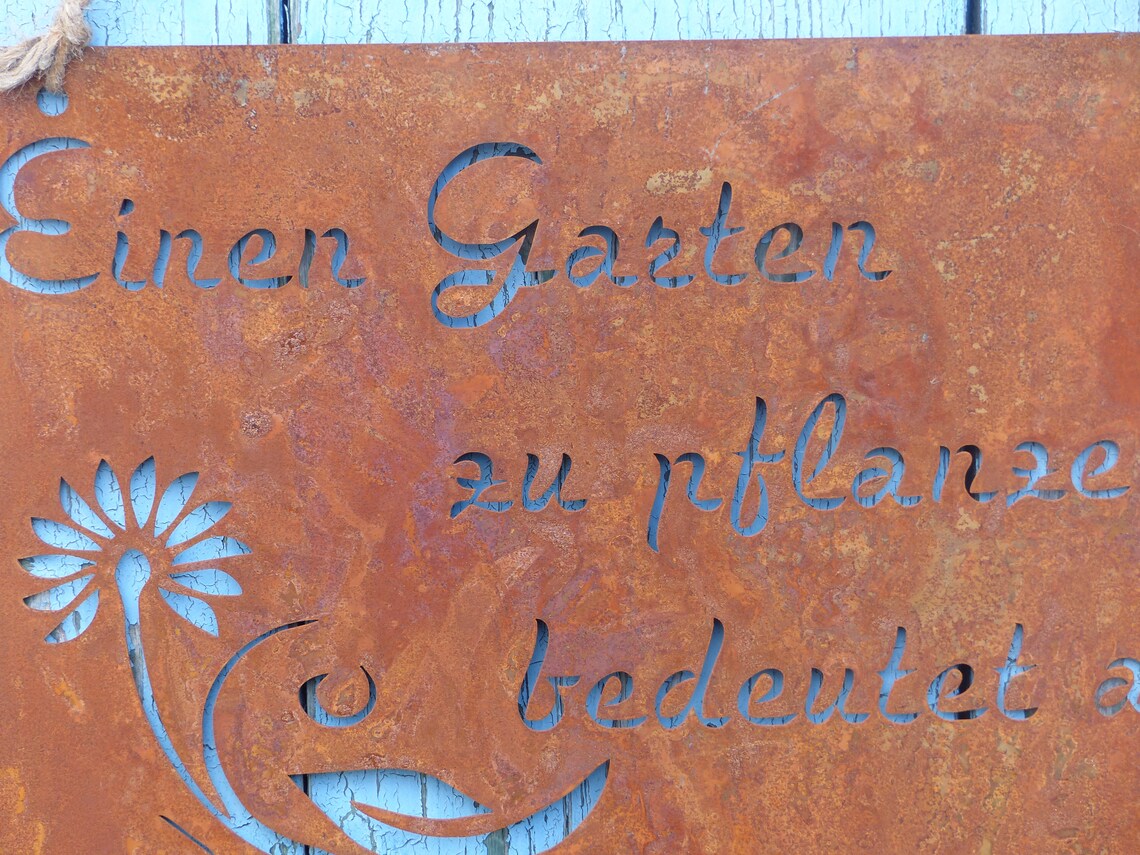 Einen Garten
zu pflanze
bedeutet a